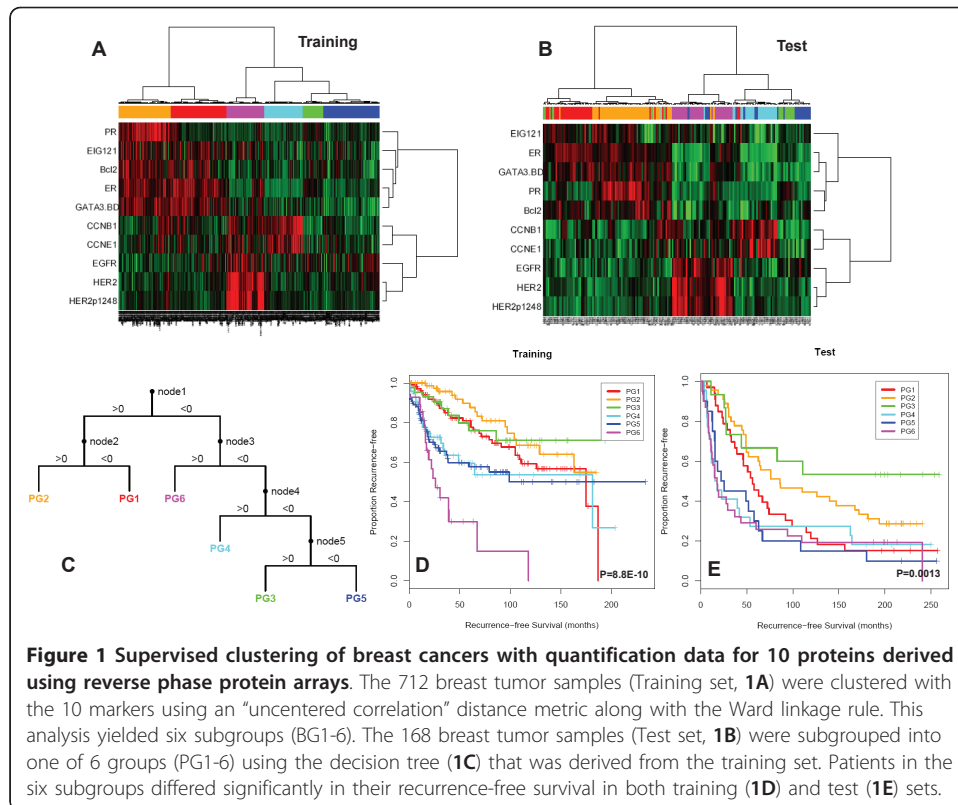 A
Training
PR
EIG121
Bcl2
ER
GATA3.BD
CCNB1
CCNE1
EGFR
HER2
HER2p1248
B
Test
EIG121
ER
GATA3.BD
PR
Bcl2
CCNB1
CCNE1
EGFR
HER2
HER2p1248
node1
>0 <0
node2 node3
>0 <0 >0 <0
PG2 PG1 PG6 node4
>0 <0
PG4 node5
>0 <0
PG3 PG5
C
Training
Proportion Recurrence-free
1.0
0.8
0.6
0.4
0.2
0.0
PG1
PG2
PG3
PG4
PG5
PG6
D
P=8.8E-10
0 50 100 150 200
Recurrence-free Survival (months)
Test
Proportion Recurrence-free
1.0
0.8
0.6
0.4
0.2
0.0
PG1
PG2
PG3
PG4
PG5
PG6
E
P=0.0013
0 50 100 150 200 250
Recurrence-free Survival (months)
Figure 1 Supervised clustering of breast cancers with quantification data for 10 proteins derived
using reverse phase protein arrays. The 712 breast tumor samples (Training set, 1A) were clustered with
the 10 markers using an "uncentered correlation" distance metric along with the Ward linkage rule. This
analysis yielded six subgroups (BG1-6). The 168 breast tumor samples (Test set, 1B) were subgrouped into
one of 6 groups (PG1-6) using the decision tree (1C) that was derived from the training set. Patients in the
six subgroups differed significantly in their recurrence-free survival in both training (1D) and test (1E) sets.